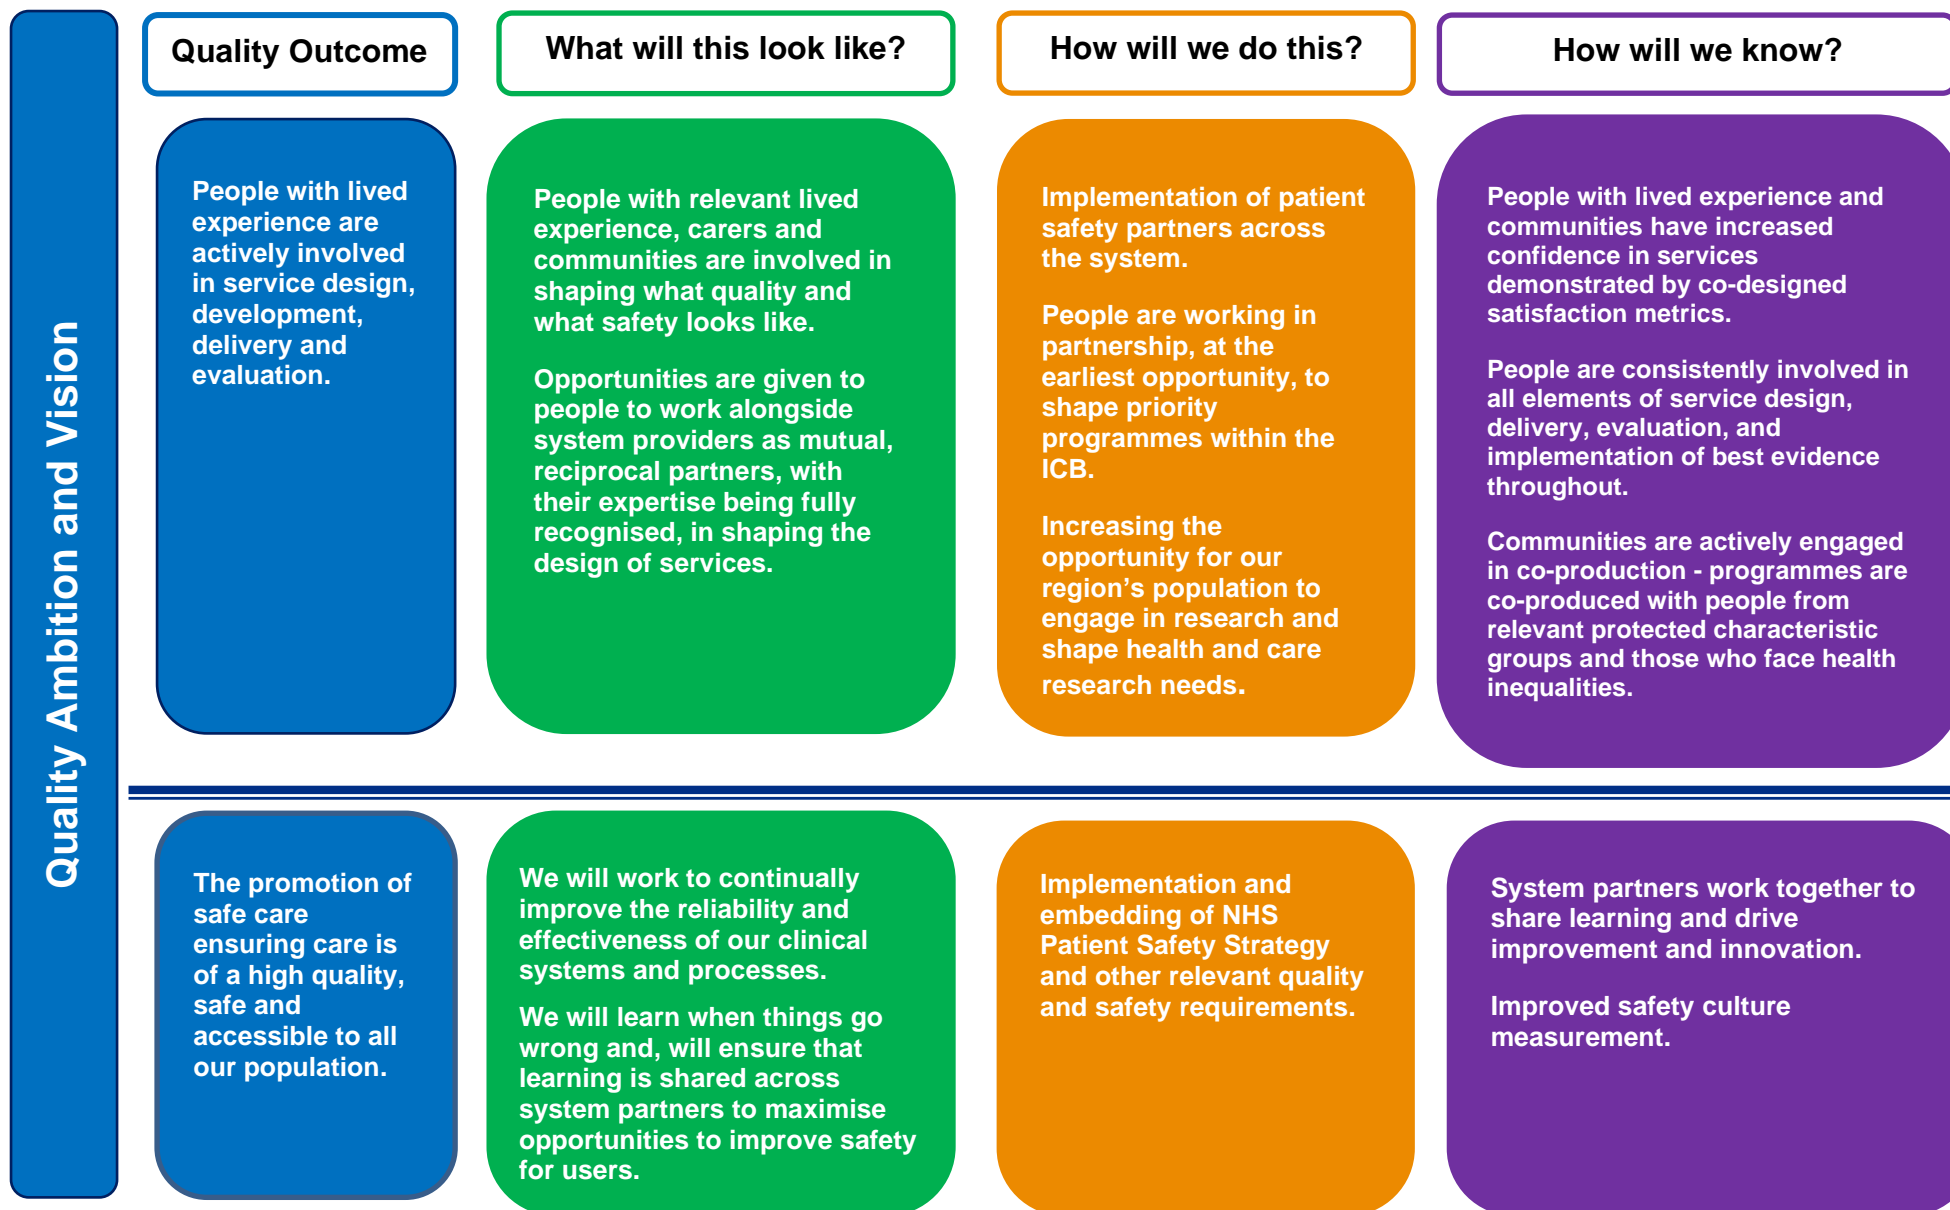 Quality Ambition and Vision
Quality Outcome
What will this look like?
How will we do this?
How will we know?
People with lived
experience are
actively involved
in service design,
development,
delivery and
evaluation.
People with relevant lived
experience, carers and
communities are involved in
shaping what quality and
what safety looks like.
Opportunities are given to
people to work alongside
system providers as mutual,
reciprocal partners, with
their expertise being fully
recognised, in shaping the
design of services.
Implementation of patient
safety partners across
the system.
People are working in
partnership, at the
earliest opportunity, to
shape priority
programmes within the
ICB.
Increasing the
opportunity for our
region’s population to
engage in research and
shape health and care
research needs.
People with lived experience and
communities have increased
confidence in services
demonstrated by co-designed
satisfaction metrics.
People are consistently involved in
all elements of service design,
delivery, evaluation, and
implementation of best evidence
throughout.
Communities are actively engaged
in co-production - programmes are
co-produced with people from
relevant protected characteristic
groups and those who face health
inequalities.
The promotion of
safe care
ensuring care is
of a high quality,
safe and
accessible to all
our population.
We will work to continually
improve the reliability and
effectiveness of our clinical
systems and processes.
We will learn when things go
wrong and, will ensure that
learning is shared across
system partners to maximise
opportunities to improve safety
for users.
Implementation and
embedding of NHS
Patient Safety Strategy
and other relevant quality
and safety requirements.
System partners work together to
share learning and drive
improvement and innovation.
Improved safety culture
measurement.